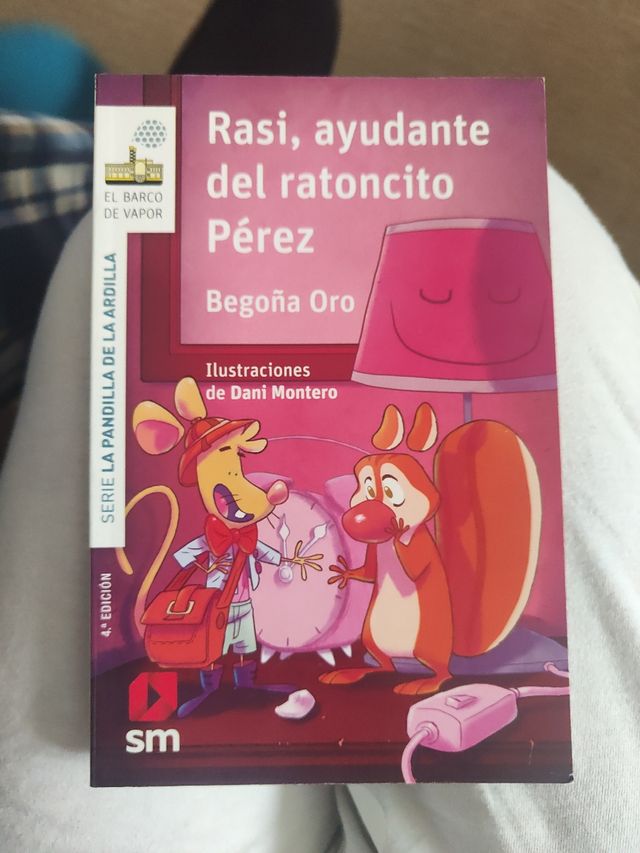 Rasi, ayudante
del ratoncito
Pérez
Begoña Oro
Ilustraciones
de Dani Montero
EL BARCO
DE VAPOR
SERIE LA PANDILLA DE LA ARDILLA
4.ª EDICIÓN
sm